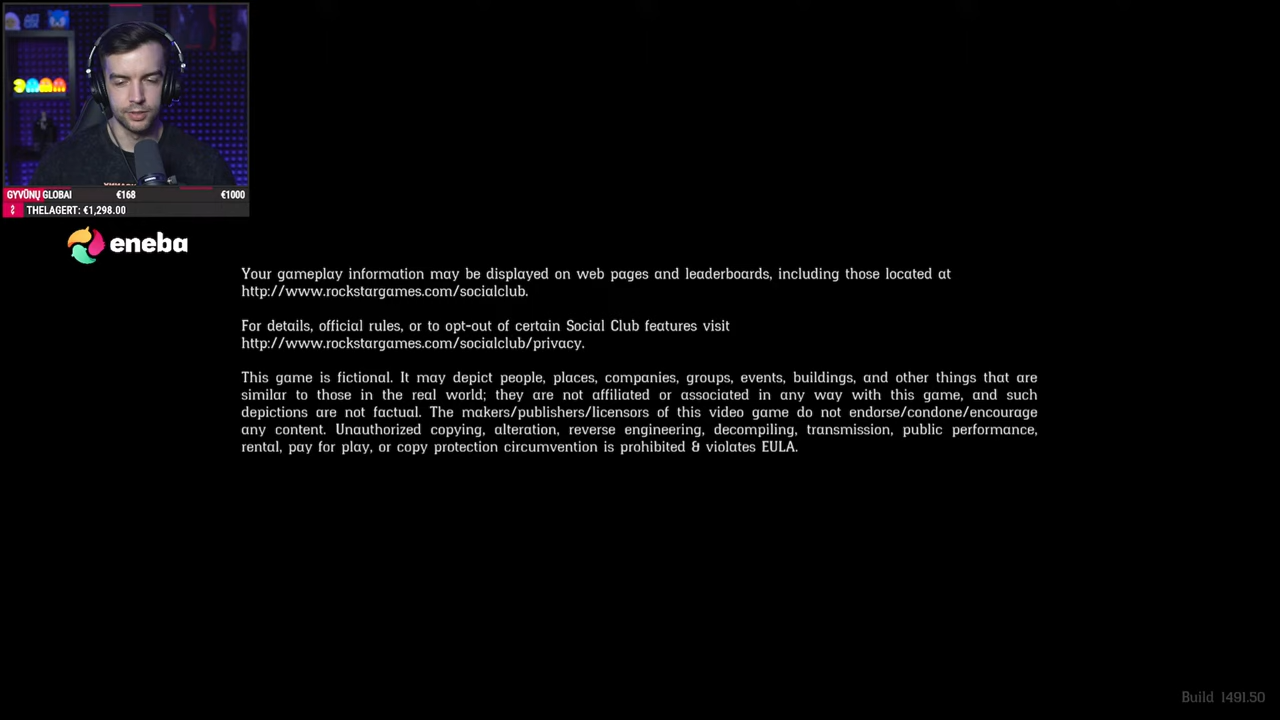 GYVŪNŲ GLOBAI €168 €1000
THELAGERT: €1,298.00
eneba
Your gameplay information may be displayed on web pages and leaderboards, including those located at
http://www.rockstargames.com/socialclub.
For details, official rules, or to opt-out of certain Social Club features visit
http://www.rockstargames.com/socialclub/privacy.
This game is fictional. It may depict people, places, companies, groups, events, buildings, and other things that are
similar to those in the real world; they are not affiliated or associated in any way with this game, and such
depictions are not factual. The makers/publishers/licensors of this video game do not endorse/condone/encourage
any content. Unauthorized copying, alteration, reverse engineering, decompiling, transmission, public performance,
rental, pay for play, or copy protection circumvention is prohibited & violates EULA.
Build 1491.50